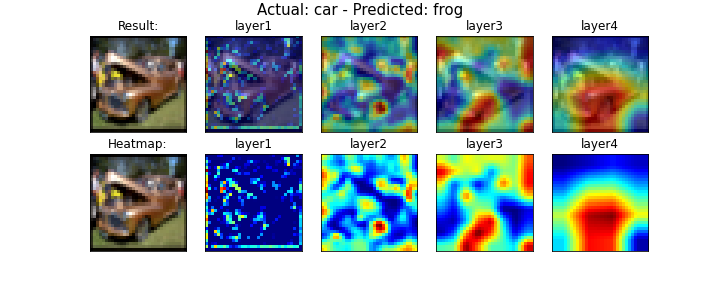 Actual: car - Predicted: frog
Result: layer1 layer2 layer3 layer4
Heatmap: layer1 layer2 layer3 layer4